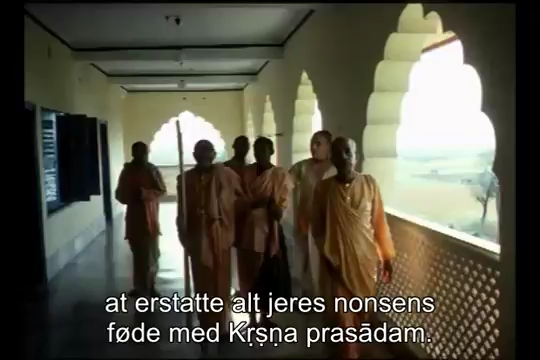 at erstatte alt jeres nonsens
føde med Kṛṣṇa prasādam.